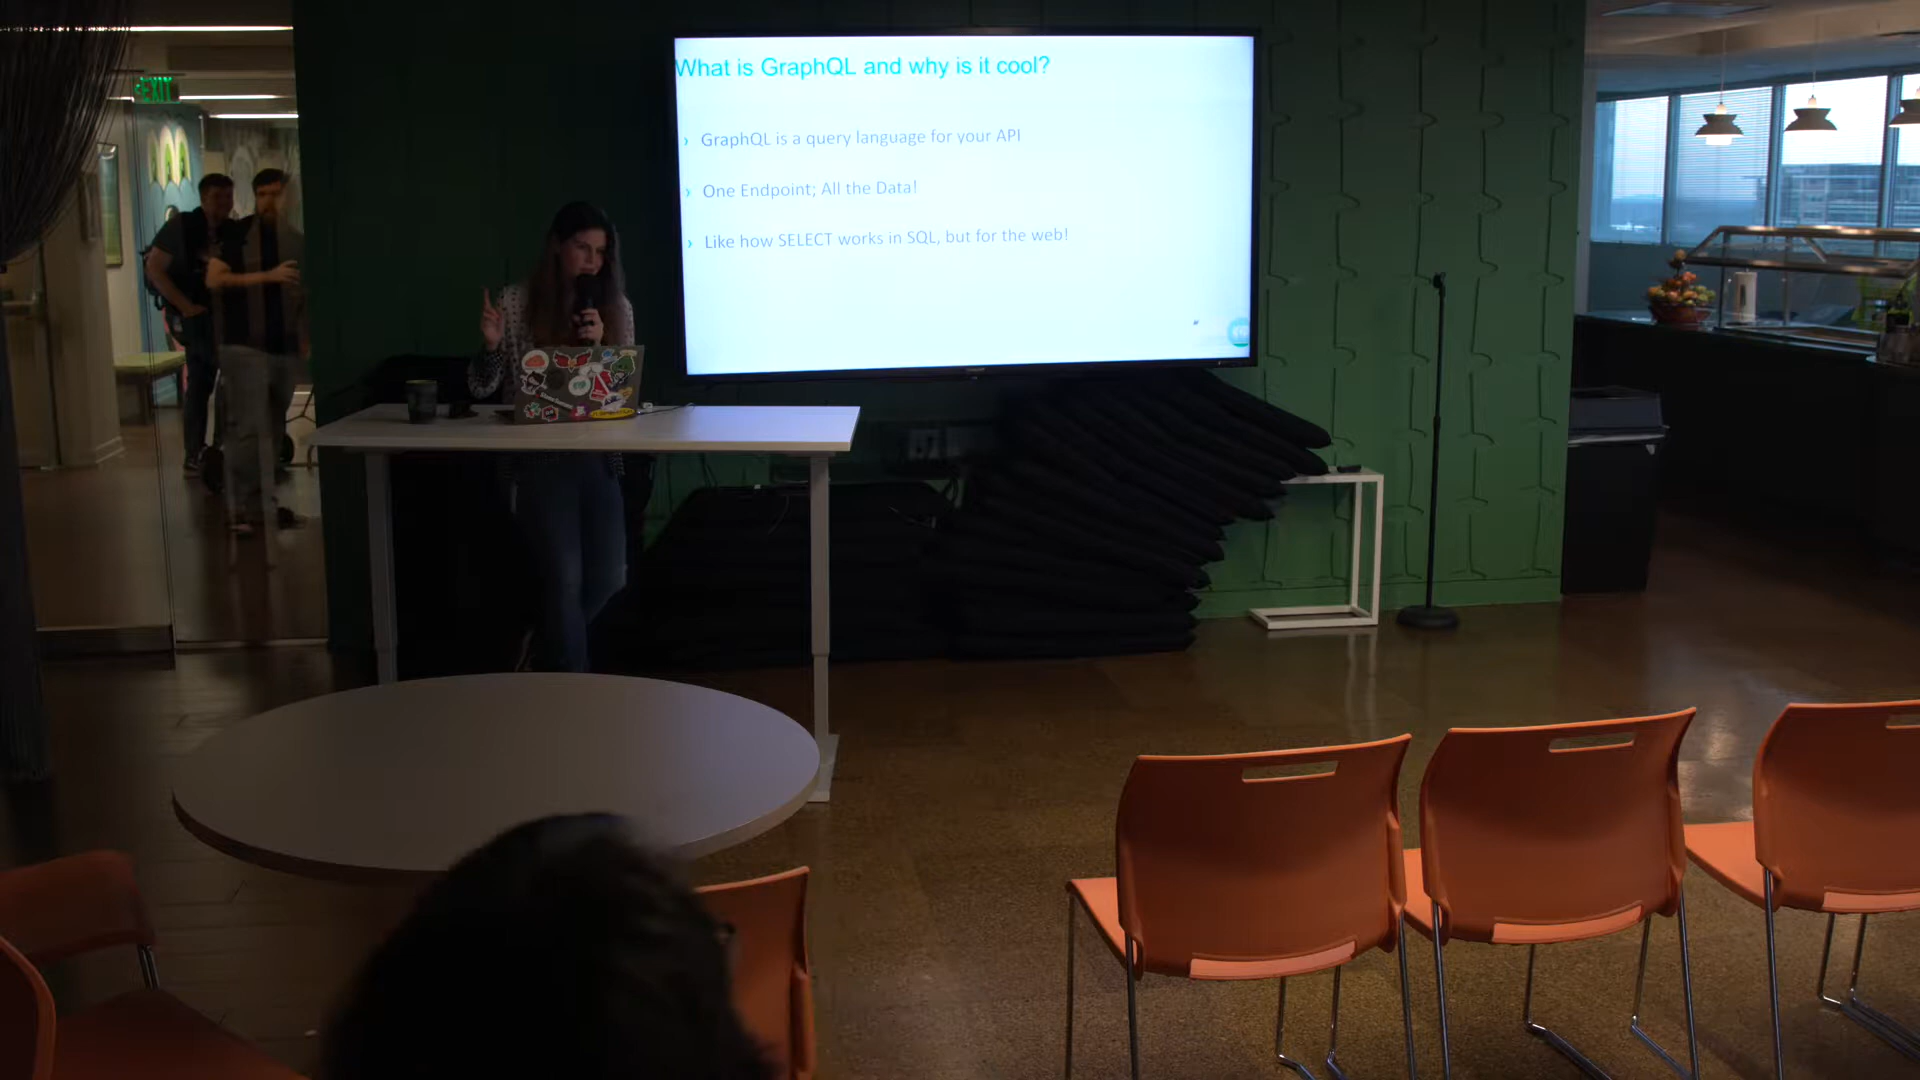 EXIT
What is GraphQL and why is it cool?
GraphQL is a query language for your API
One Endpoint; All the Data!
Like how SELECT works in SQL, but for the web!